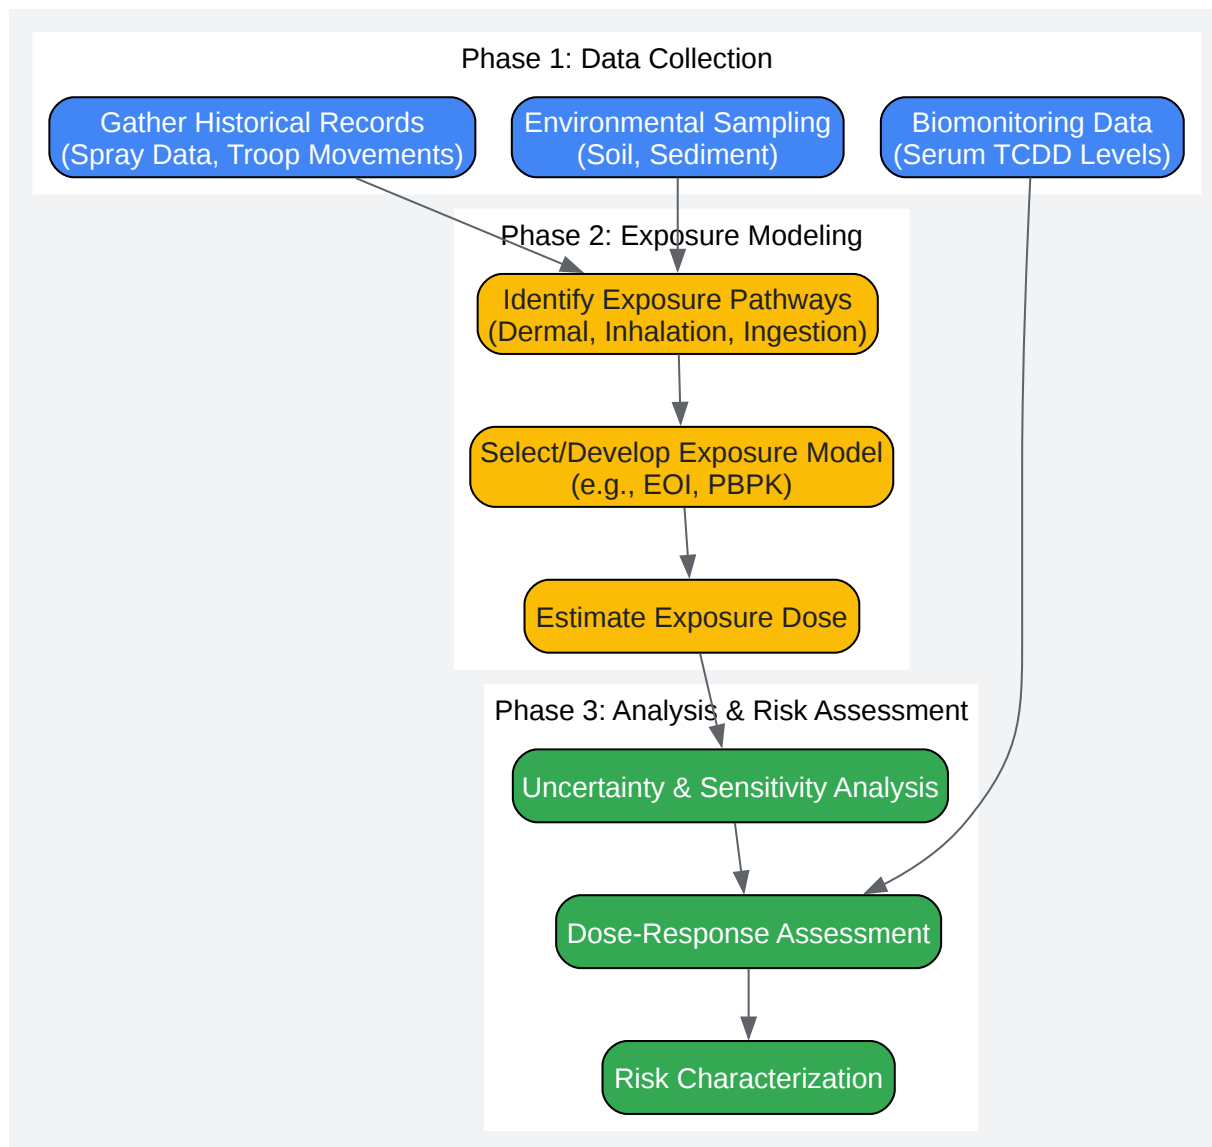 Phase 1: Data Collection
Gather Historical Records
(Spray Data, Troop Movements)
Environmental Sampling
(Soil, Sediment)
Biomonitoring Data
(Serum TCDD Levels)
Phase 2: Exposure Modeling
Identify Exposure Pathways
(Dermal, Inhalation, Ingestion)
Select/Develop Exposure Model
(e.g., EOI, PBPK)
Estimate Exposure Dose
Phase 3: Analysis & Risk Assessment
Uncertainty & Sensitivity Analysis
Dose-Response Assessment
Risk Characterization